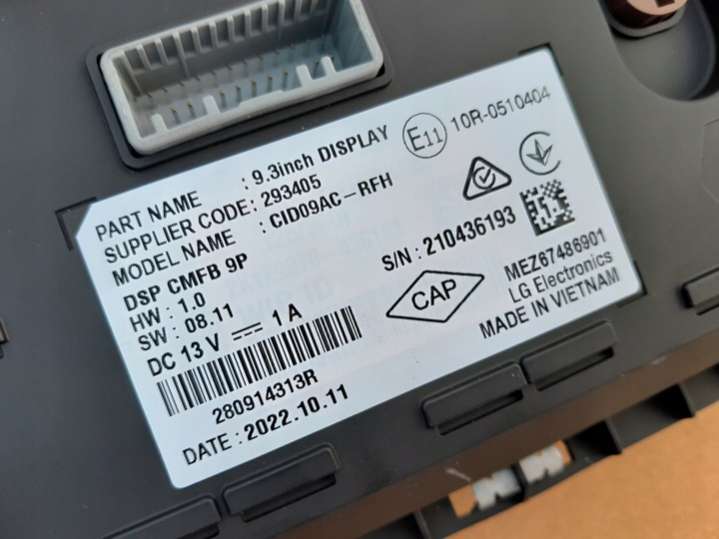 PART NAME : 9.3inch DISPLAY
SUPPLIER CODE: 293405
MODEL NAME : CID09AC-RFH
DSP CMFB 9P
HW : 1.0
SW : 08.11
DC 13 V ⎓ 1 A
280914313R
DATE : 2022.10.11
E11 10R-0510404
S/N : 210436193
CAP
MEZ67486901
LG Electronics
MADE IN VIETNAM